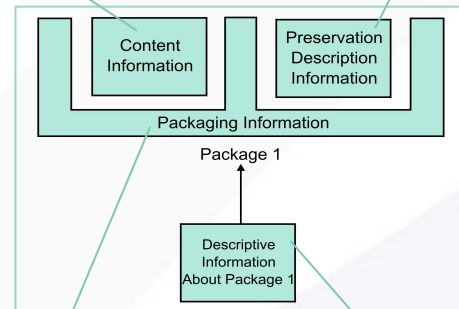 Content
Information
Preservation
Description
Information
Packaging Information
Package 1
Descriptive
Information
About Package 1